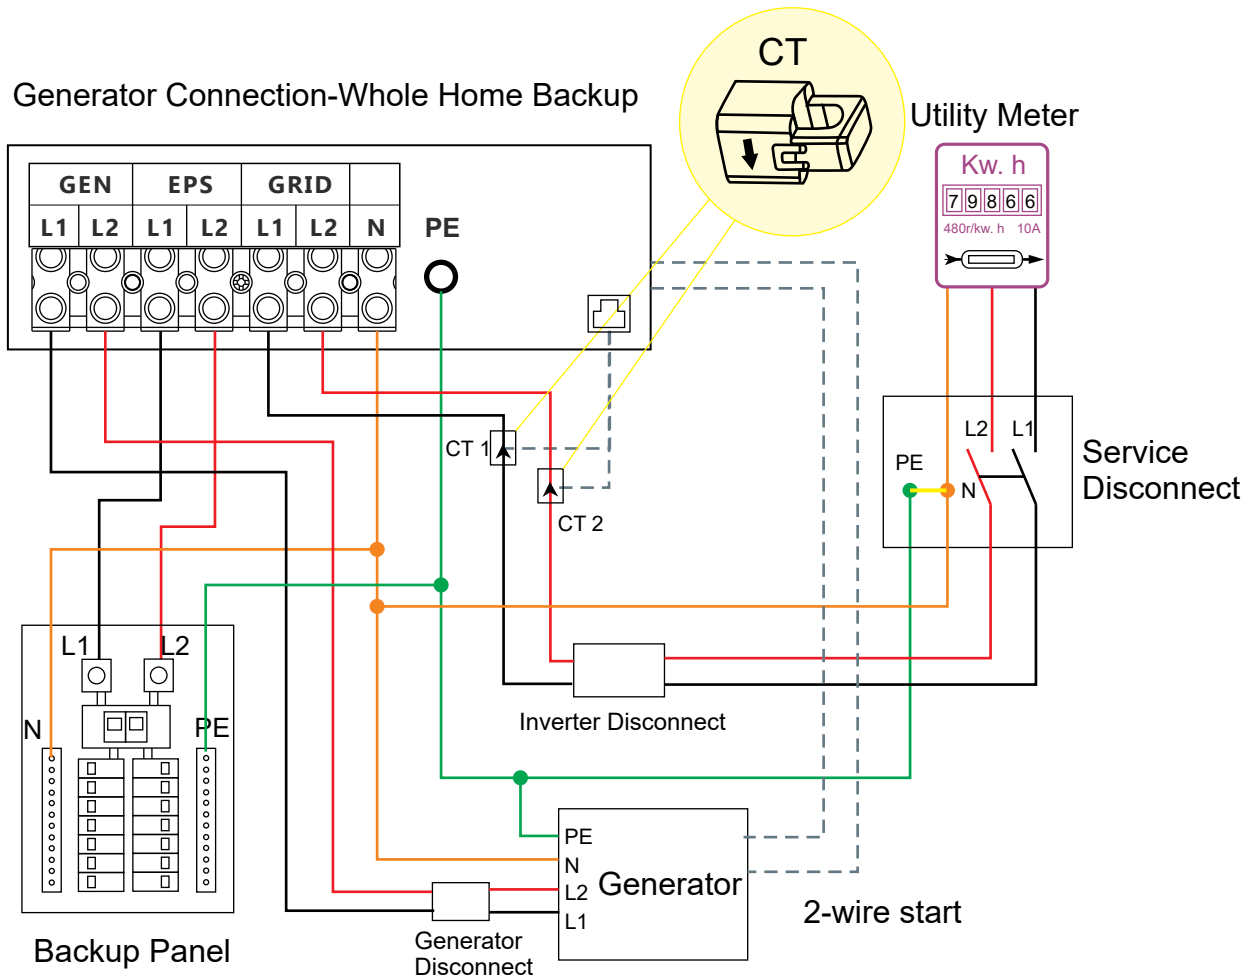 CT
Generator Connection-Whole Home Backup
Utility Meter
Kw. h
79866
480r/kw. h 10A
GEN EPS GRID
L1 L2 L1 L2 L1 L2 N PE
CT 1
CT 2
L2 L1
PE
N
Service
Disconnect
L1 L2
N PE
Inverter Disconnect
PE
N
L2
L1
Generator
2-wire start
Backup Panel
Generator
Disconnect